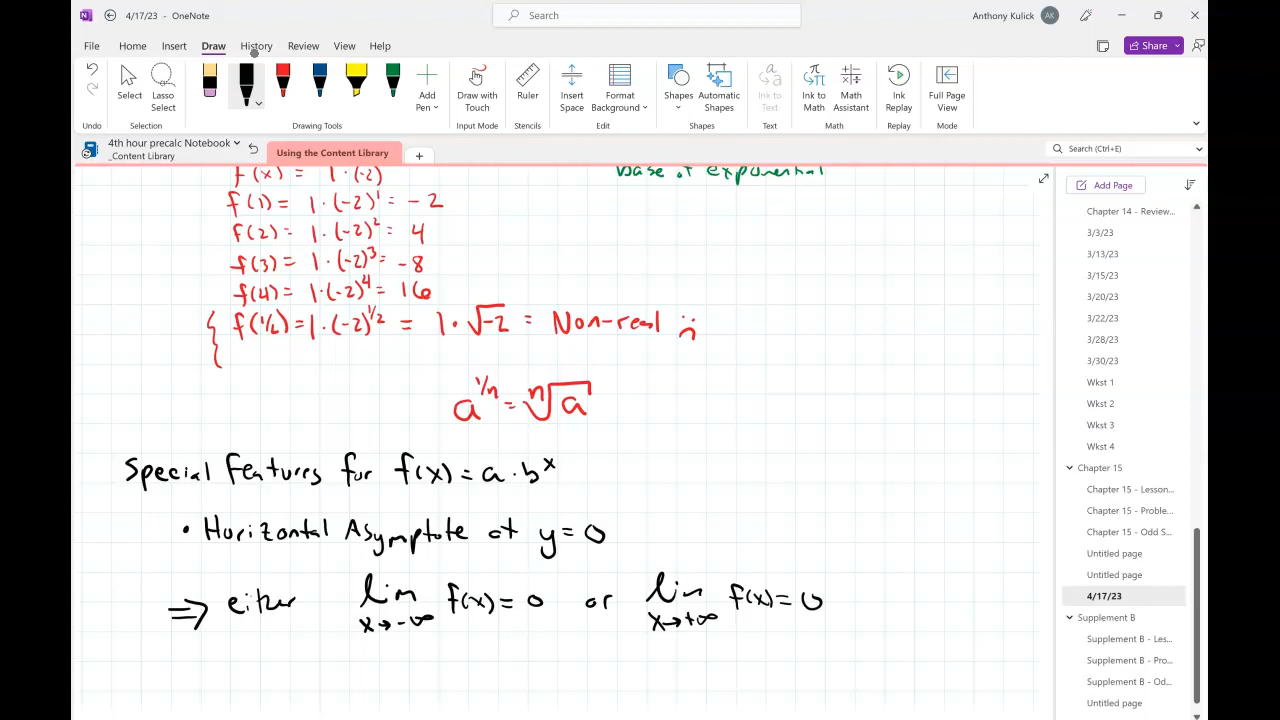 4/17/23 - OneNote
Search
Anthony Kulick
AK
File Home Insert Draw History Review View Help
Share
Select
Lasso Select
Add Pen
Draw with Touch
Ruler
Insert Space
Format Background
Shapes
Automatic Shapes
Ink to Text
Ink to Math
Math Assistant
Ink Replay
Full Page View
Undo
Selection
Drawing Tools
Input Mode
Stencils
Edit
Shapes
Text
Math
Replay
Mode
4th hour precalc Notebook
_Content Library
Using the Content Library
Search (Ctrl+E)
base of exponential
f(x) = 1·(-2)
f(1) = 1·(-2)^1 = -2
f(2) = 1·(-2)^2 = 4
f(3) = 1·(-2)^3 = -8
f(4) = 1·(-2)^4 = 16
f(1/2) = 1·(-2)^1/2 = 1·√-2 = Non-real
a^1/n = ⁿ√a
Special Features for f(x) = a·b^x
• Horizontal Asymptote at y = 0
⇒ either lim x→-∞ f(x) = 0 or lim x→+∞ f(x) = 0
Add Page
Chapter 14 - Review...
3/3/23
3/13/23
3/15/23
3/20/23
3/22/23
3/28/23
3/30/23
Wkst 1
Wkst 2
Wkst 3
Wkst 4
Chapter 15
Chapter 15 - Lesson...
Chapter 15 - Proble...
Chapter 15 - Odd S...
Untitled page
Untitled page
4/17/23
Supplement B
Supplement B - Les...
Supplement B - Pro...
Supplement B - Od...
Untitled page